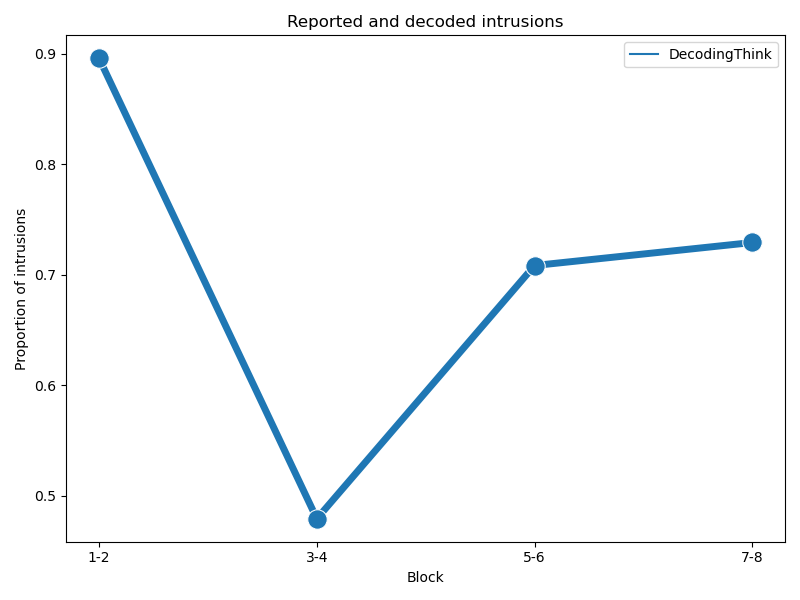 Reported and decoded intrusions
DecodingThink
Proportion of intrusions
0.9
0.8
0.7
0.6
0.5
1-2
3-4
5-6
7-8
Block